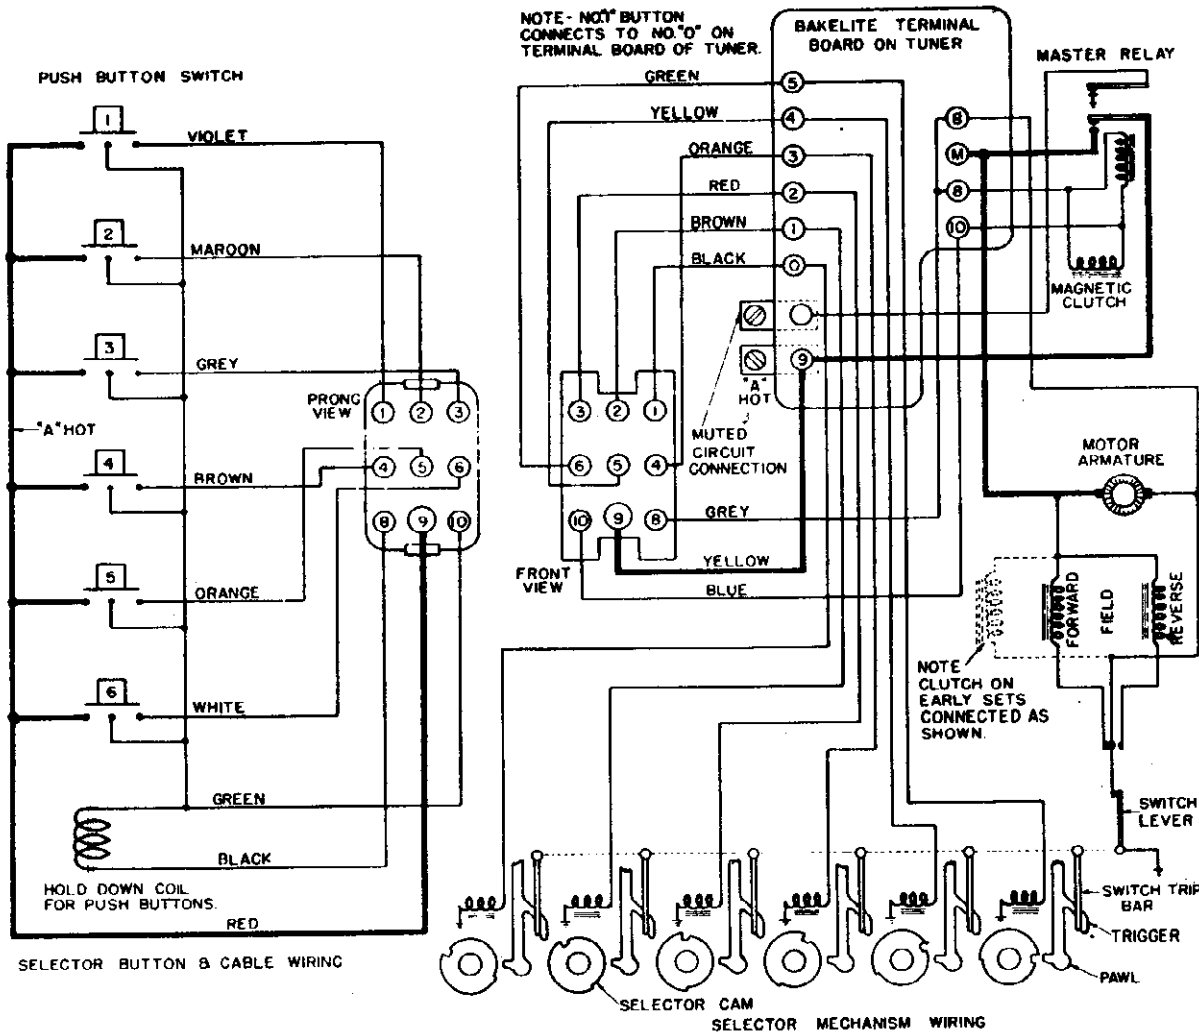 NOTE - NO."1" BUTTON
CONNECTS TO NO. "0" ON
TERMINAL BOARD OF TUNER.
BAKELITE TERMINAL
BOARD ON TUNER
MASTER RELAY
PUSH BUTTON SWITCH
1
VIOLET
2
MAROON
3
GREY
"A" HOT
4
BROWN
5
ORANGE
6
WHITE
GREEN
BLACK
HOLD DOWN COIL
FOR PUSH BUTTONS.
RED
SELECTOR BUTTON & CABLE WIRING
PRONG
VIEW
1 2 3
4 5 6
8 9 10
GREEN
YELLOW
ORANGE
RED
BROWN
BLACK
5
4
3
2
1
0
9
B
M
8
10
MAGNETIC
CLUTCH
"A"
HOT
MUTED
CIRCUIT
CONNECTION
3 2 1
6 5 4
10 9 8
GREY
YELLOW
BLUE
FRONT
VIEW
MOTOR
ARMATURE
FORWARD
FIELD
REVERSE
NOTE
CLUTCH ON
EARLY SETS
CONNECTED AS
SHOWN.
SWITCH
LEVER
SWITCH TRIP
BAR
TRIGGER
PAWL
SELECTOR CAM
SELECTOR MECHANISM WIRING